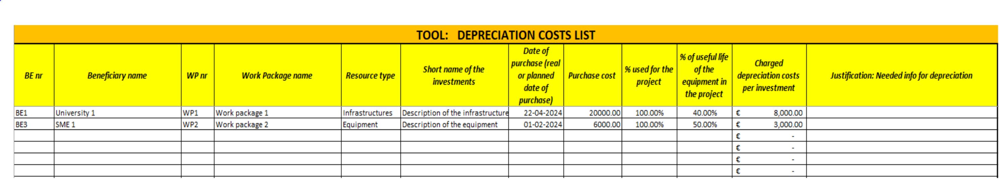 TOOL: DEPRECIATION COSTS LIST
BE nr
Beneficiary name
WP nr
Work Package name
Resource type
Short name of the
investments
Date of
purchase (real
or planned
date of
purchase)
Purchase cost
% used for the
project
% of useful life
of the
equipment in
the project
Charged
depreciation costs
per investment
Justification: Needed info for depreciation
BE1 University 1 WP1 Work package 1 Infrastructures Description of the infrastructure 22-04-2024 20000.00 100.00% 40.00% € 8,000.00
BE3 SME 1 WP2 Work package 2 Equipment Description of the equipment 01-02-2024 6000.00 100.00% 50.00% € 3,000.00
€ -
€ -
€ -
€ -